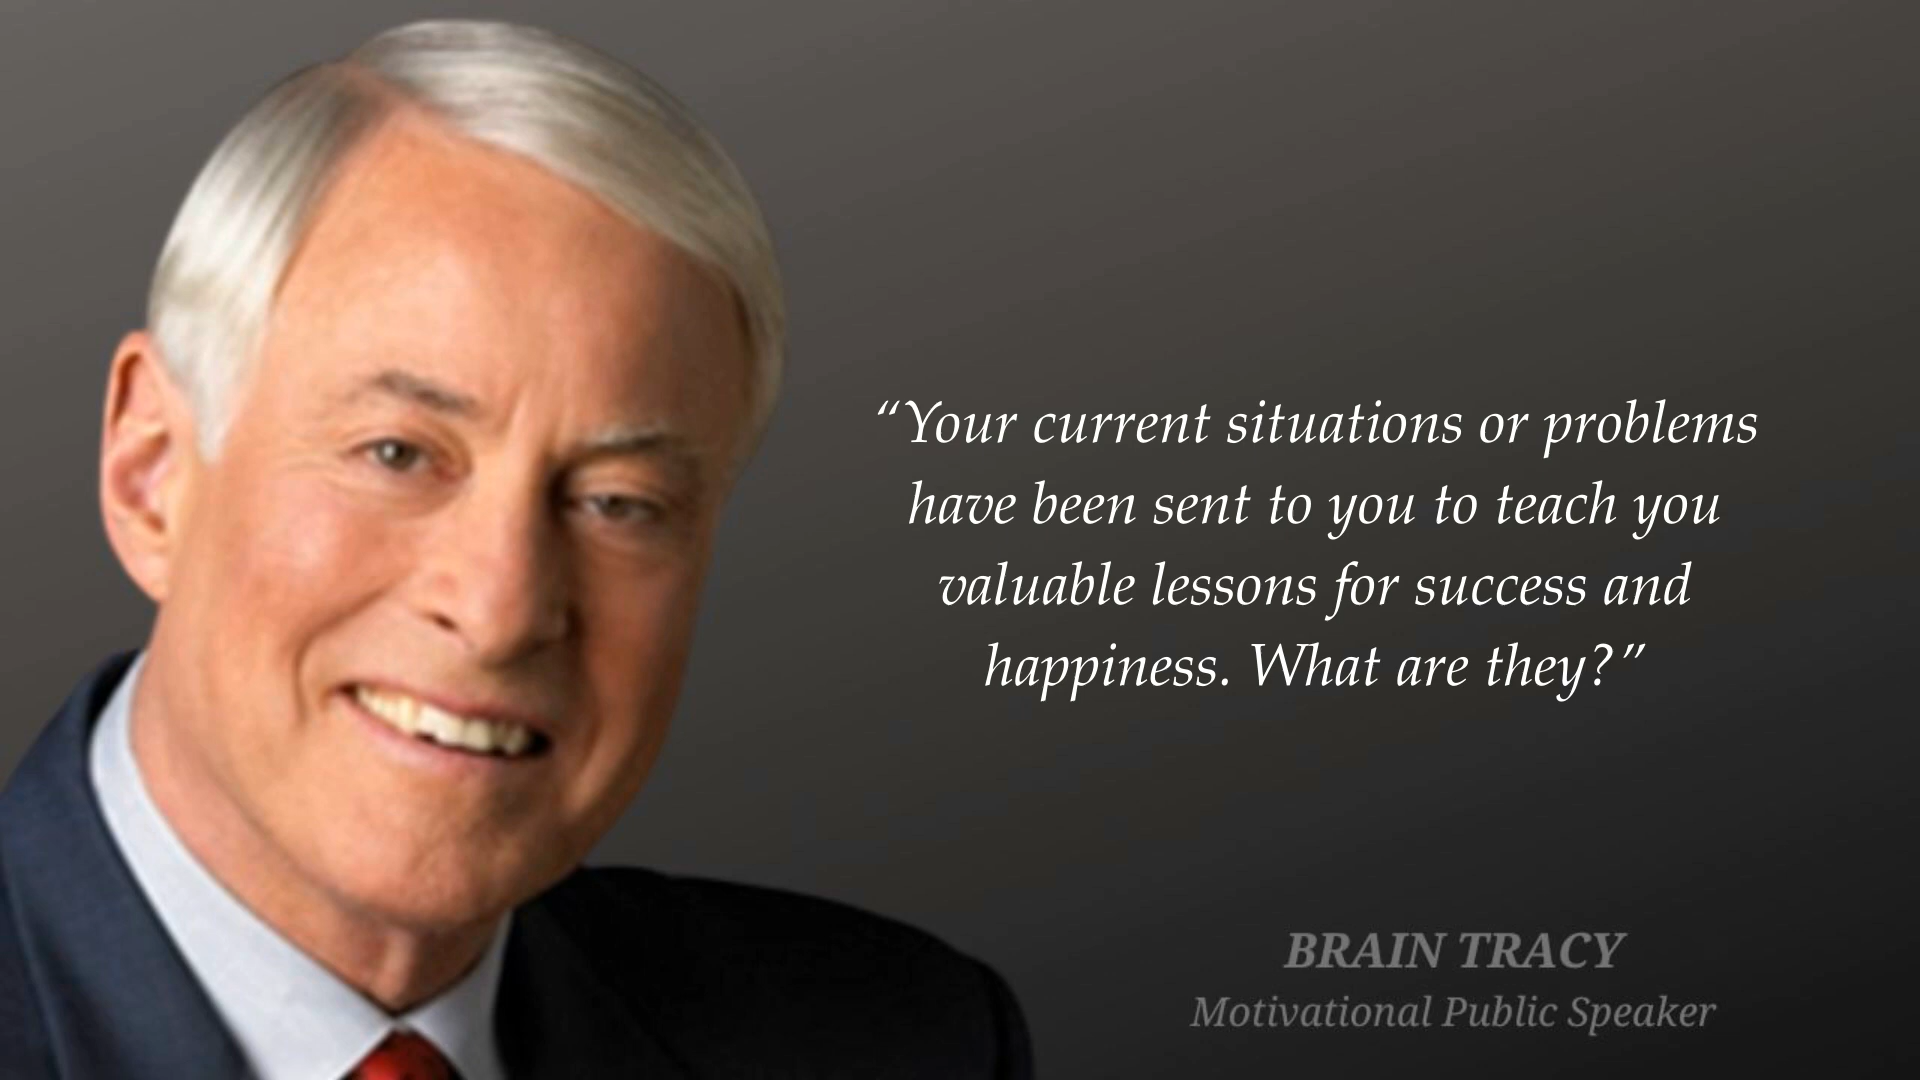 “Your current situations or problems
have been sent to you to teach you
valuable lessons for success and
happiness. What are they?”
BRAIN TRACY
Motivational Public Speaker